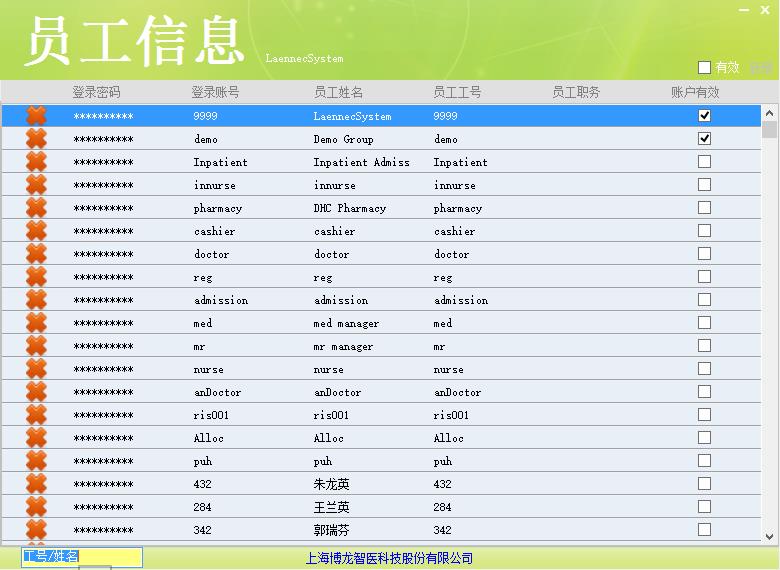 员工信息 LaennecSystem
有效
登录密码 登录账号 员工姓名 员工工号 员工职务 账户有效
********** 9999 LaennecSystem 9999
********** demo Demo Group demo
********** Inpatient Inpatient Admiss Inpatient
********** innurse innurse innurse
********** pharmacy DHC Pharmacy pharmacy
********** cashier cashier cashier
********** doctor doctor doctor
********** reg reg reg
********** admission admission admission
********** med med manager med
********** mr mr manager mr
********** nurse nurse nurse
********** anDoctor anDoctor anDoctor
********** ris001 ris001 ris001
********** Alloc Alloc Alloc
********** puh puh puh
********** 432 朱龙英 432
********** 284 王兰英 284
********** 342 郭瑞芬 342
工号/姓名 上海博龙智医科技股份有限公司